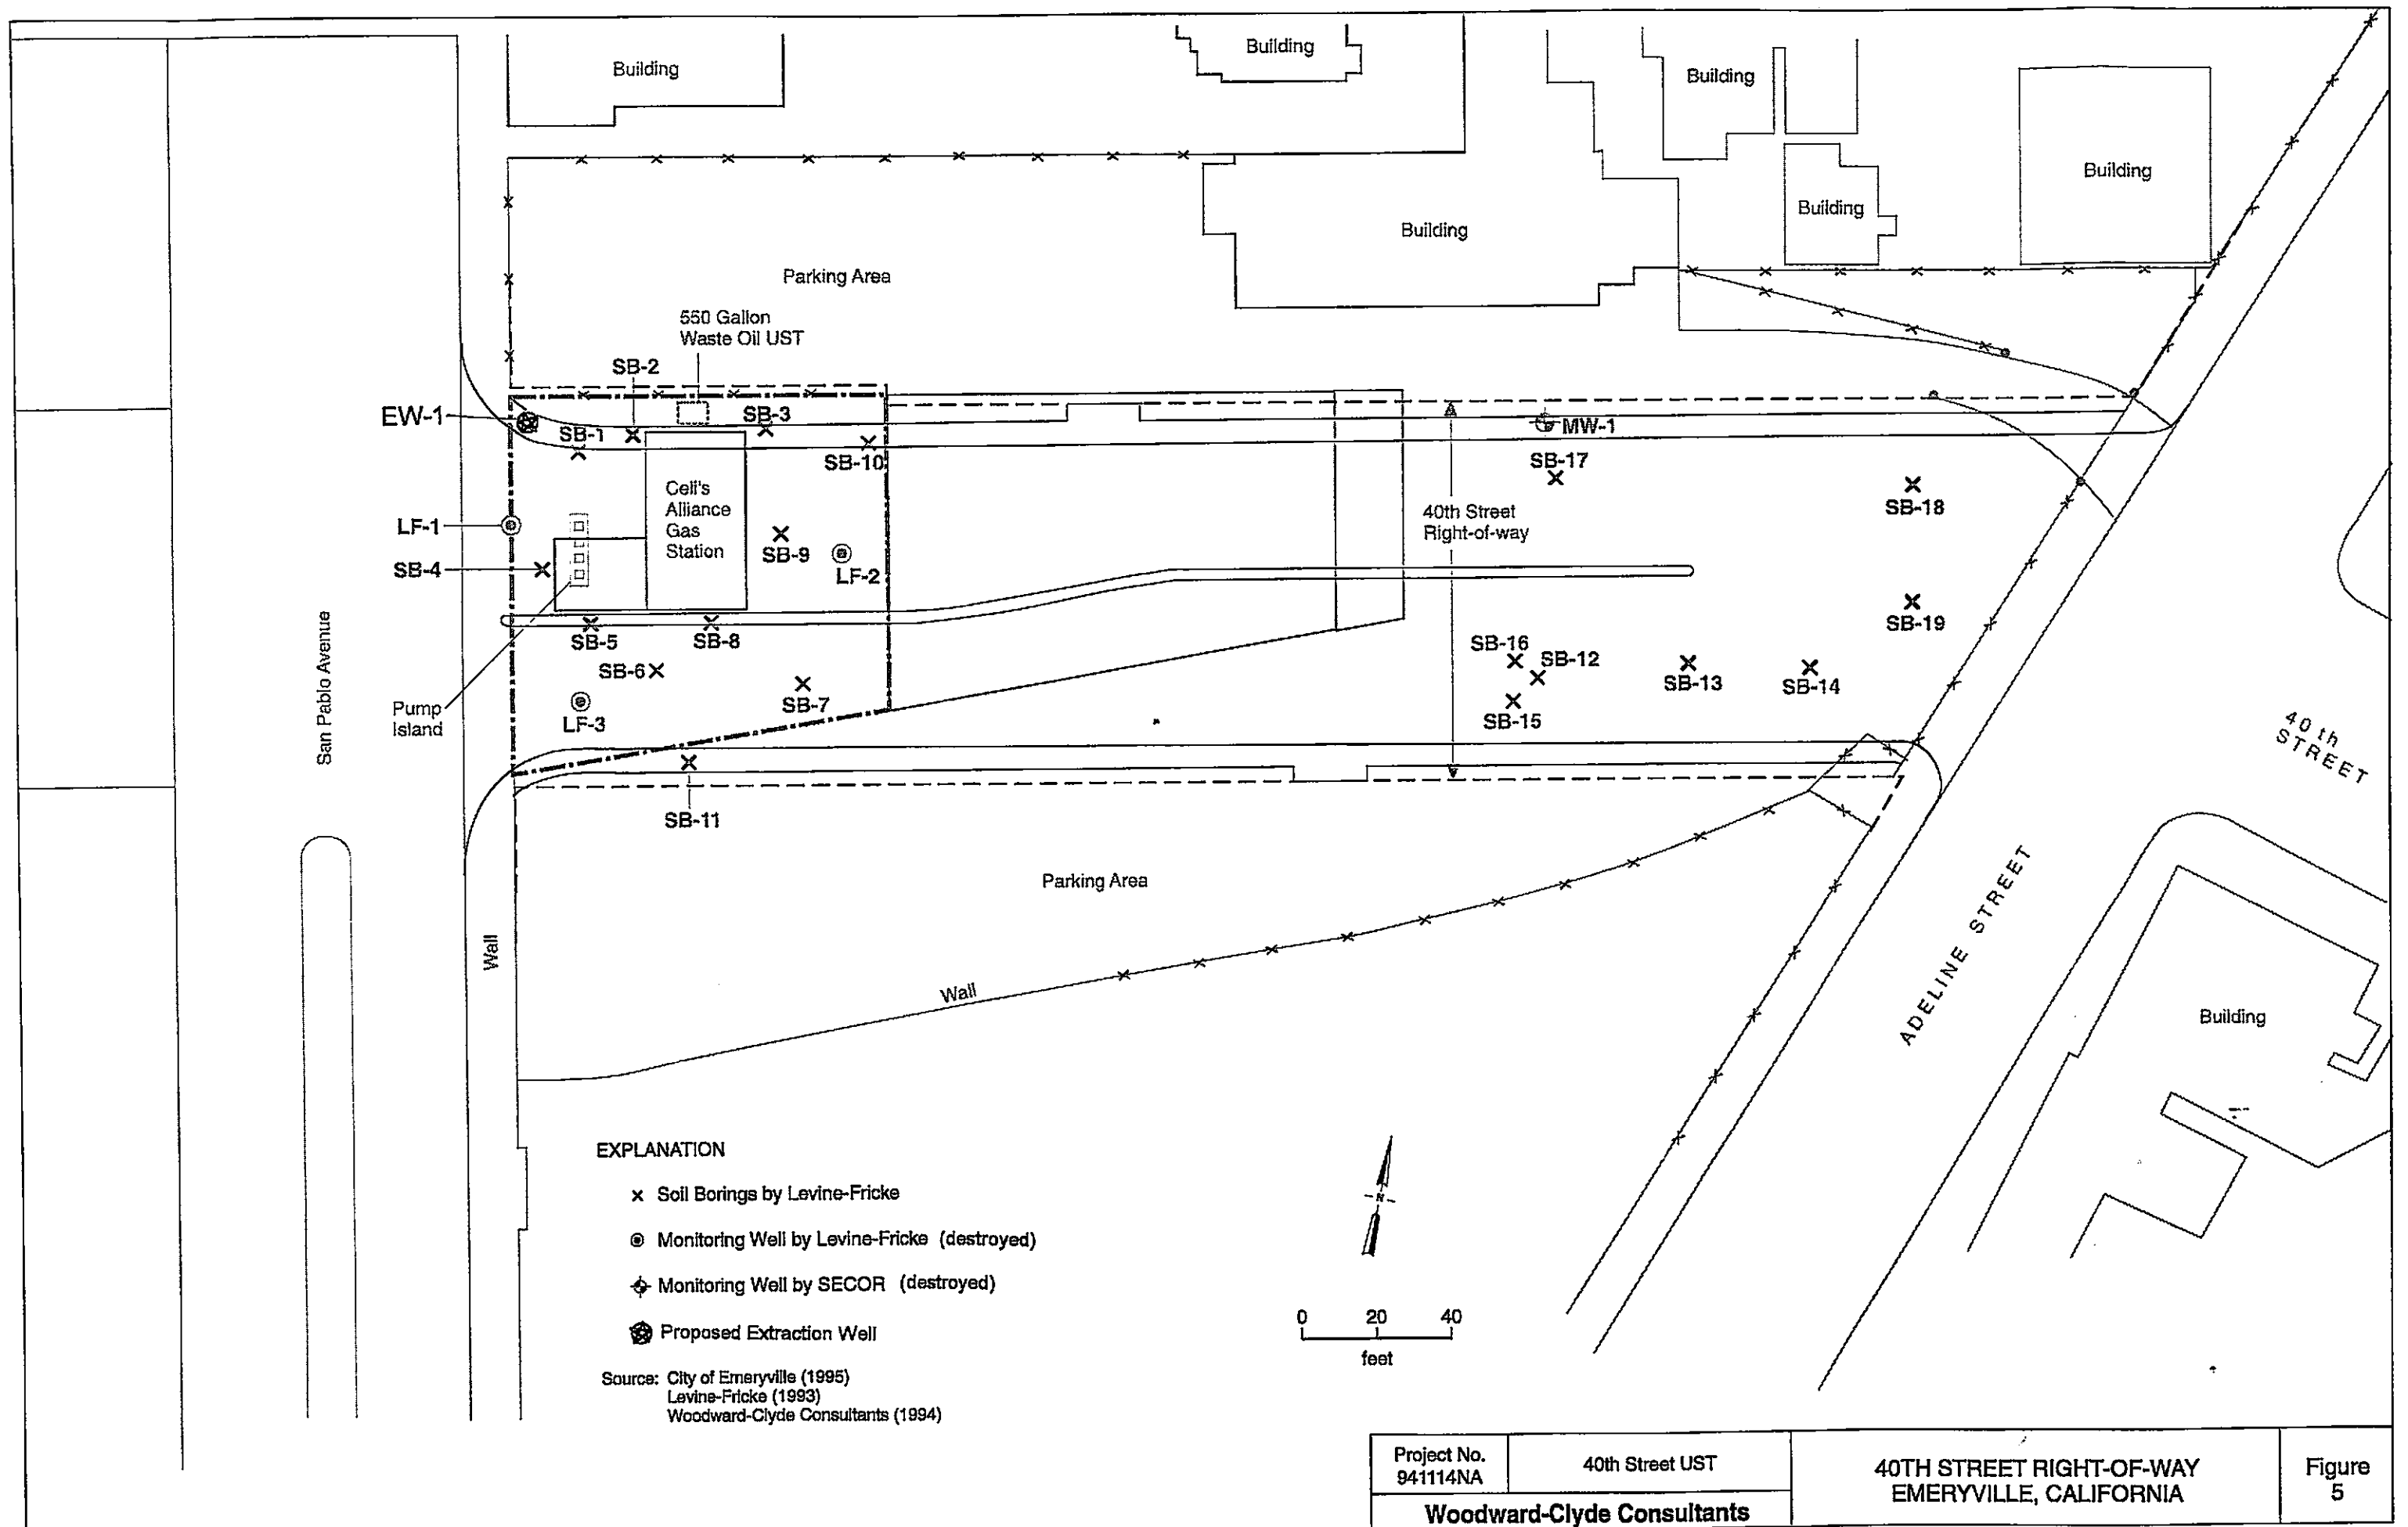 Building
Building
Building
Building
Building
Building
Parking Area
550 Gallon
Waste Oil UST
SB-2
EW-1
SB-1
SB-3
SB-10
MW-1
SB-17
Cell's
Alliance
Gas
Station
LF-1
SB-4
SB-9
LF-2
40th Street
Right-of-way
SB-18
SB-19
SB-5
SB-8
SB-6
SB-7
LF-3
SB-16
SB-12
SB-13
SB-14
SB-15
Pump
Island
San Pablo Avenue
SB-11
40 th
STREET
Parking Area
ADELINE STREET
Wall
Wall
Building
EXPLANATION
x Soil Borings by Levine-Fricke
Monitoring Well by Levine-Fricke (destroyed)
Monitoring Well by SECOR (destroyed)
Proposed Extraction Well
Source: City of Emeryville (1995)
Levine-Fricke (1993)
Woodward-Clyde Consultants (1994)
0 20 40
feet
Project No.
941114NA
40th Street UST
Woodward-Clyde Consultants
40TH STREET RIGHT-OF-WAY
EMERYVILLE, CALIFORNIA
Figure
5